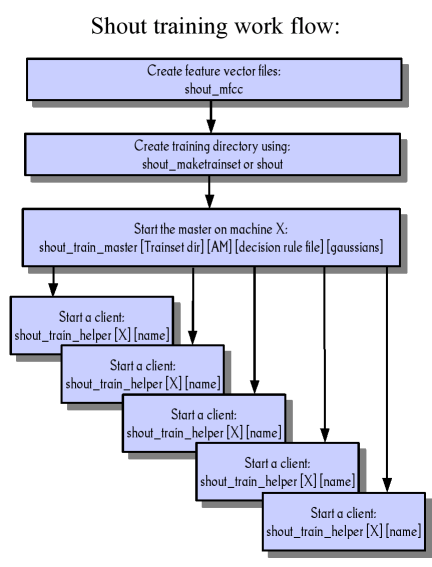 Shout training work flow:
Create feature vector files:
shout_mfcc
Create training directory using:
shout_maketrainset or shout
Start the master on machine X:
shout_train_master [Trainset dir] [AM] [decision rule file] [gaussians]
Start a client:
shout_train_helper [X] [name]
Start a client:
shout_train_helper [X] [name]
Start a client:
shout_train_helper [X] [name]
Start a client:
shout_train_helper [X] [name]
Start a client:
shout_train_helper [X] [name]